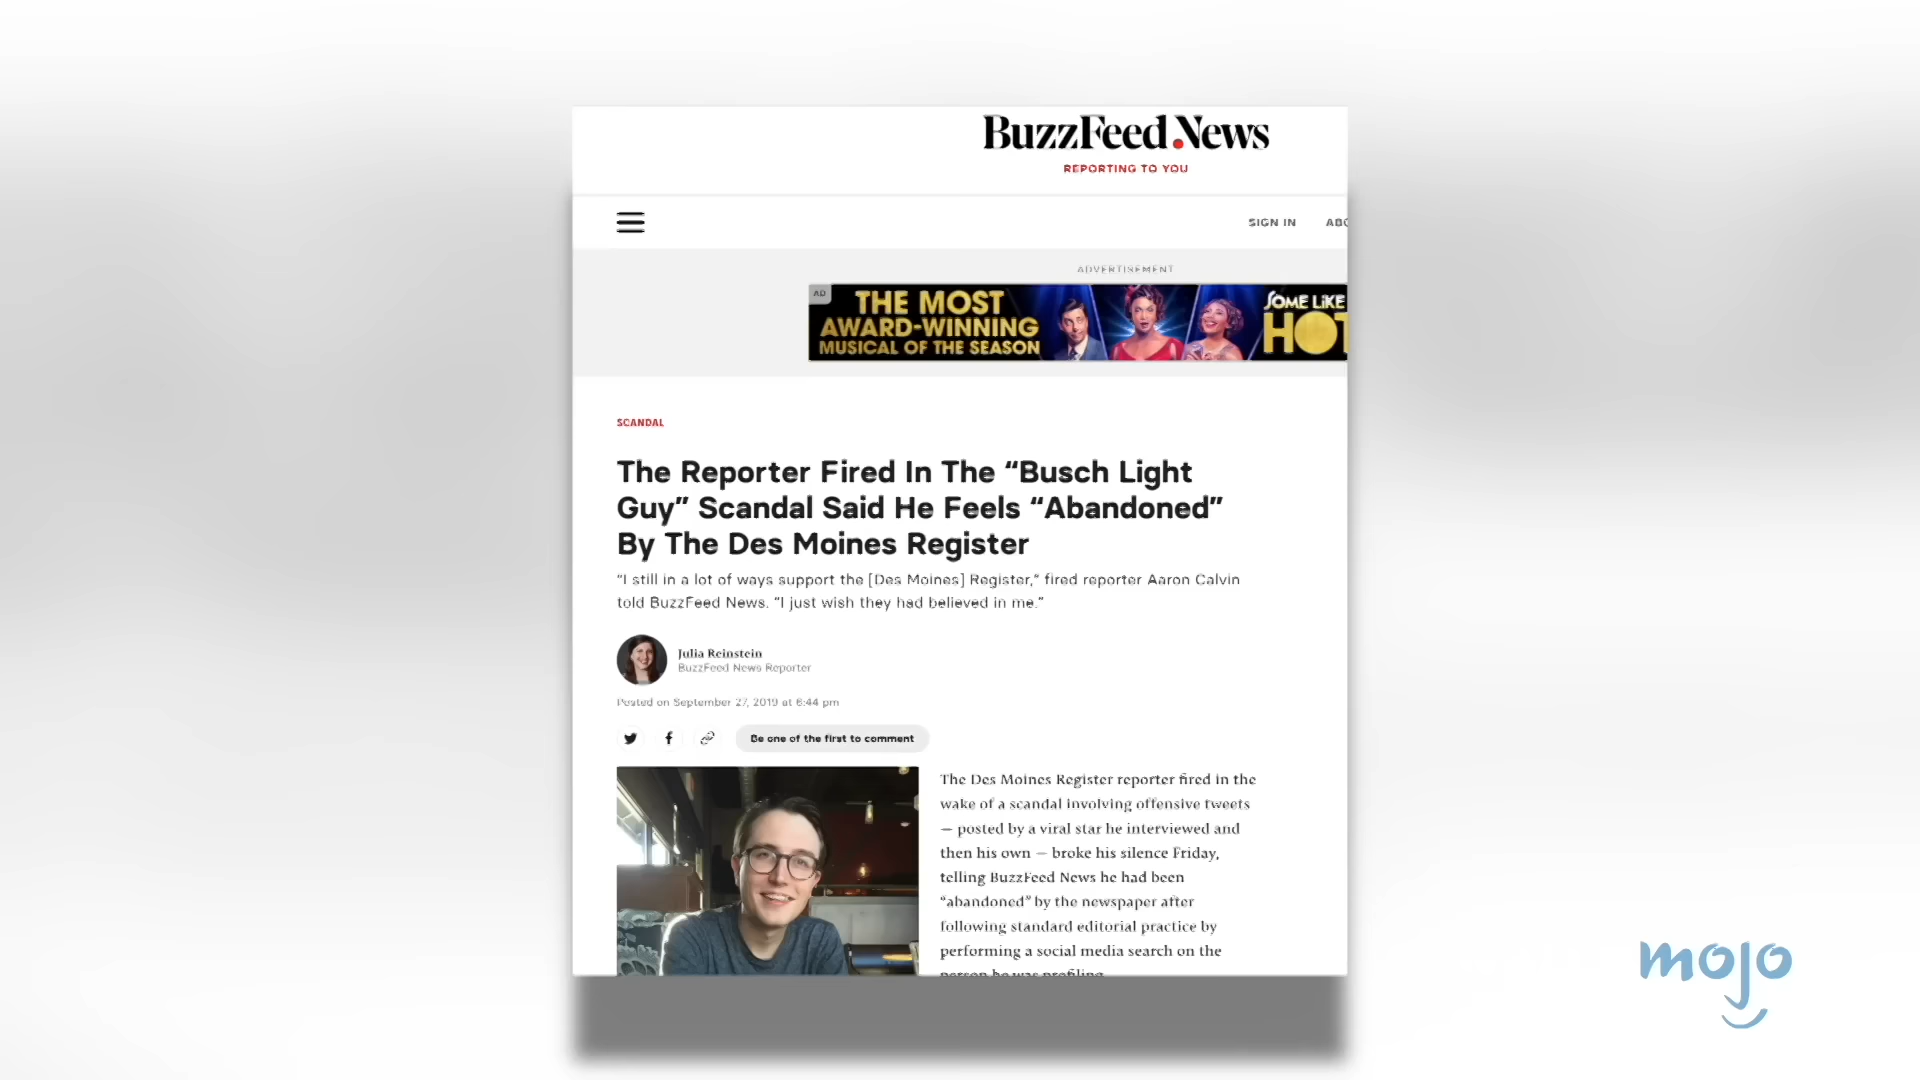 BuzzFeed News
REPORTING TO YOU
SIGN IN
ADVERTISEMENT
AD
THE MOST
AWARD-WINNING
MUSICAL OF THE SEASON
SOME LIKE
HOT
SCANDAL
The Reporter Fired In The “Busch Light
Guy” Scandal Said He Feels “Abandoned”
By The Des Moines Register
“I still in a lot of ways support the [Des Moines] Register,” fired reporter Aaron Calvin
told BuzzFeed News. “I just wish they had believed in me.”
Julia Reinstein
BuzzFeed News Reporter
Posted on September 27, 2019 at 6:44 pm
Be one of the first to comment
The Des Moines Register reporter fired in the
wake of a scandal involving offensive tweets
— posted by a viral star he interviewed and
then his own — broke his silence Friday,
telling BuzzFeed News he had been
“abandoned” by the newspaper after
following standard editorial practice by
performing a social media search on the
person he was profiling.
mojo